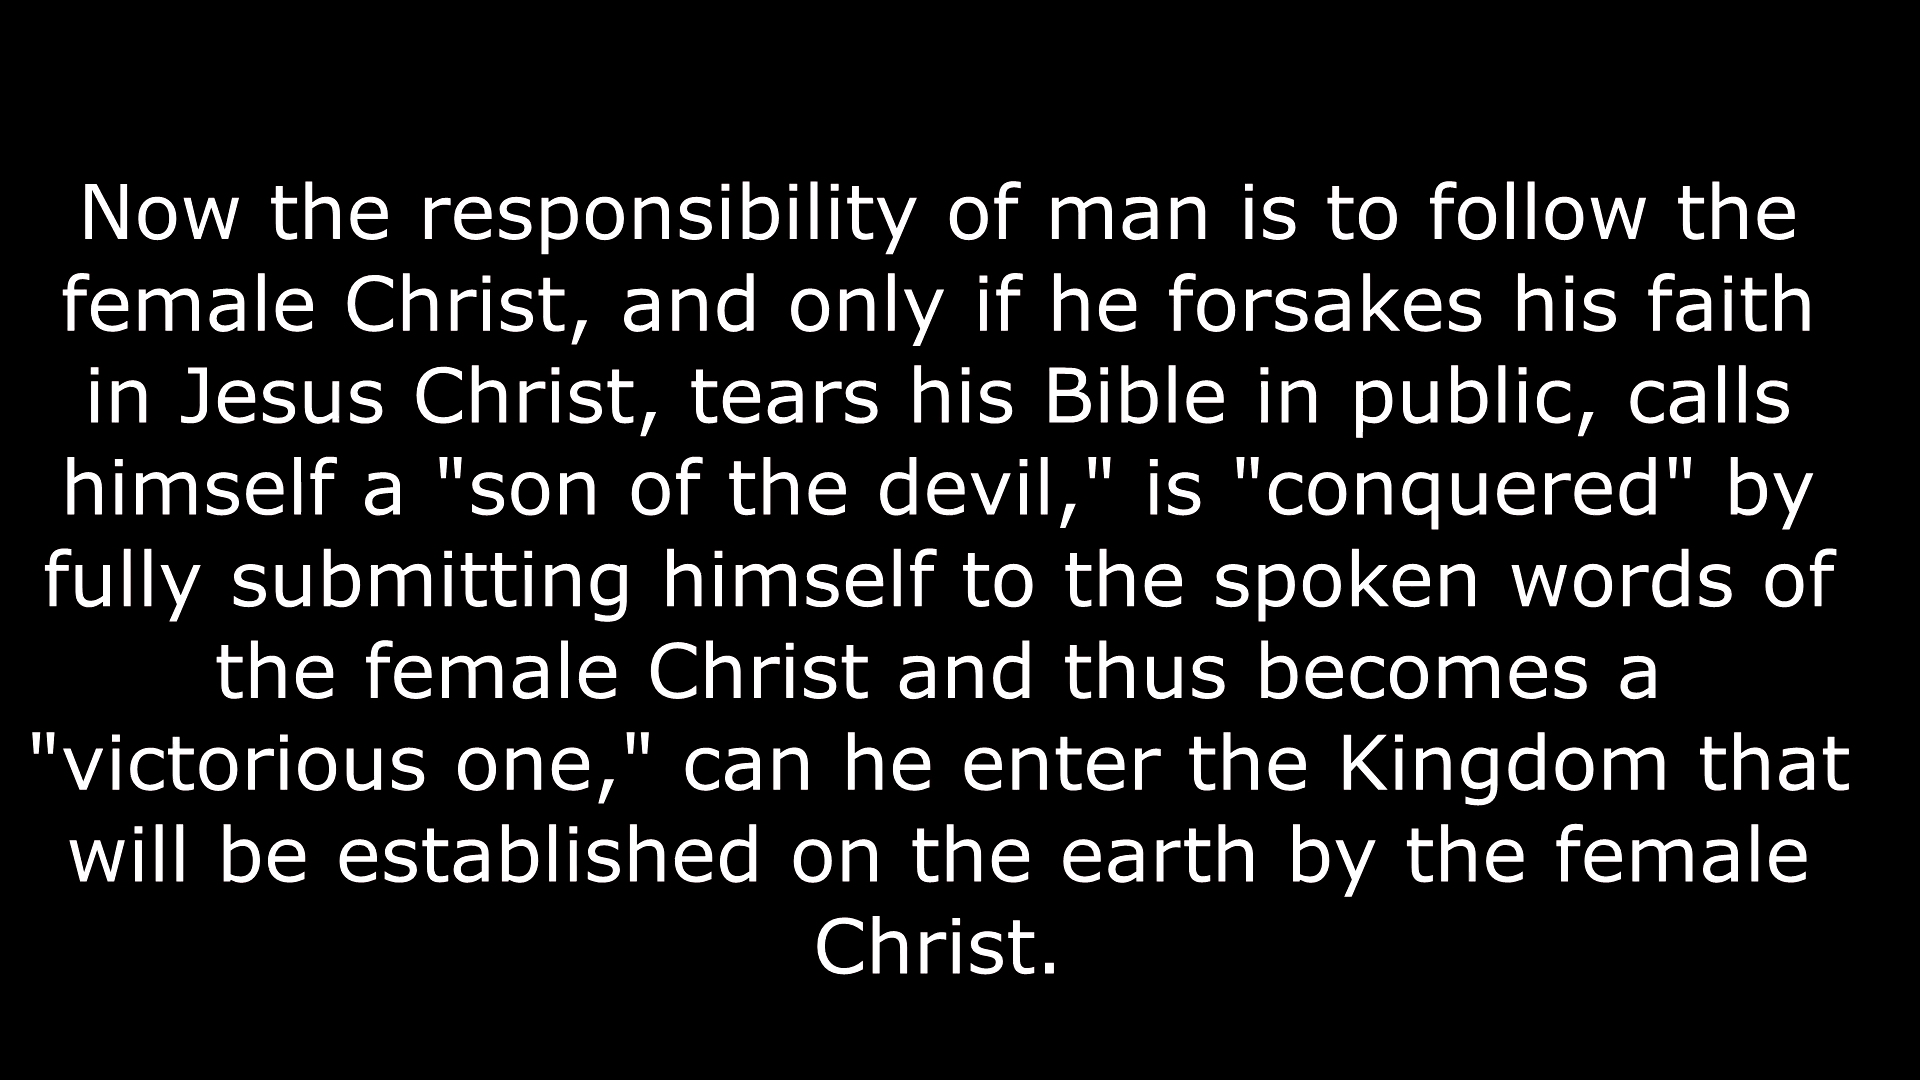 Now the responsibility of man is to follow the
female Christ, and only if he forsakes his faith
in Jesus Christ, tears his Bible in public, calls
himself a "son of the devil," is "conquered" by
fully submitting himself to the spoken words of
the female Christ and thus becomes a
"victorious one," can he enter the Kingdom that
will be established on the earth by the female
Christ.